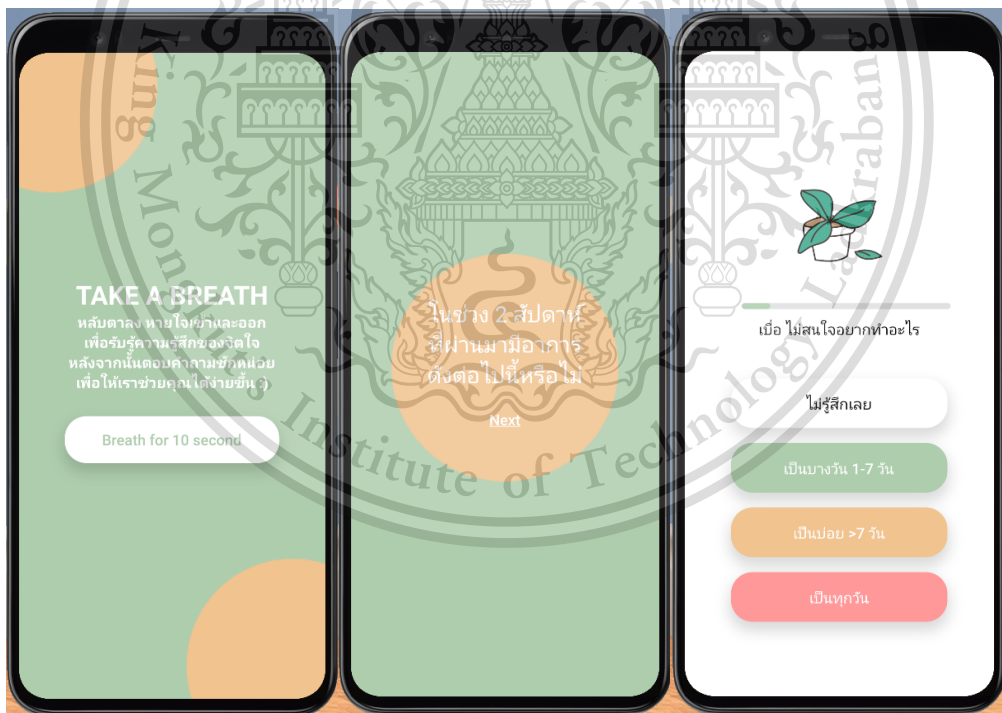 TAKE A BREATH
หลับตาลง หายใจเข้าและออก
เพื่อรับรู้ความรู้สึกของจิตใจ
หลังจากนั้นตอบคำถามซักหน่อย
เพื่อให้เราช่วยคุณได้ง่ายขึ้น :)
Breath for 10 second
ในช่วง 2 สัปดาห์
ที่ผ่านมามีอาการ
ดังต่อไปนี้หรือไม่
Next
เบื่อ ไม่สนใจอยากทำอะไร
ไม่รู้สึกเลย
เป็นบางวัน 1-7 วัน
เป็นบ่อย >7 วัน
เป็นทุกวัน
King Mongkut's Institute of Technology Ladkrabang